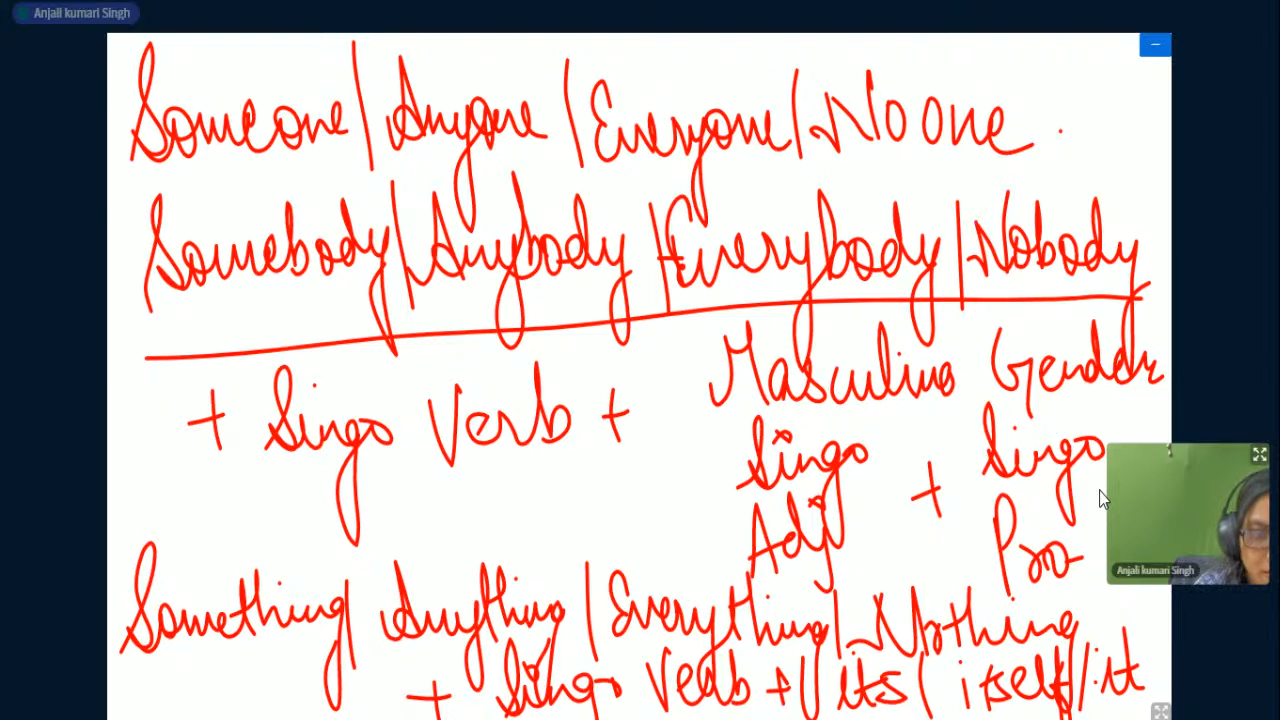 Anjali kumari Singh
Someone / Anyone / Everyone / No one .
Somebody / Anybody / Everybody / Nobody
+ Singo Verb + Masculine Gender
Singo Adj + Singo Pro
Something / Anything / Everything / Nothing
+ Singo Verb + / its / itself / it
Anjali kumari Singh